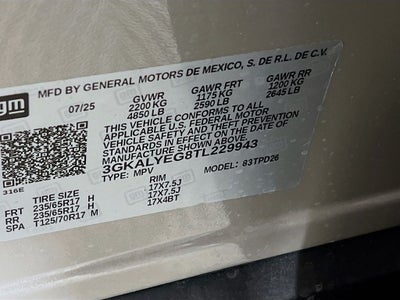 gm MFD BY GENERAL MOTORS DE MEXICO, S. DE R.L. DE C.V.
07/25 GVWR GAWR FRT GAWR RR
2200 KG 1175 KG 1200 KG
4850 LB 2590 LB 2645 LB
THIS VEHICLE CONFORMS TO ALL
APPLICABLE U.S. FEDERAL MOTOR
VEHICLE SAFETY AND THEFT
PREVENTION STANDARDS IN EFFECT ON THE DATE OF
MANUFACTURE SHOWN ABOVE.
3GKALYEG8TL229943
TYPE: MPV MODEL: 83TPD26
316E
TIRE SIZE RIM
FRT 235/65R17 H 17X7.5J
RR 235/65R17 H 17X7.5J
SPA T125/70R17 M 17X4BT